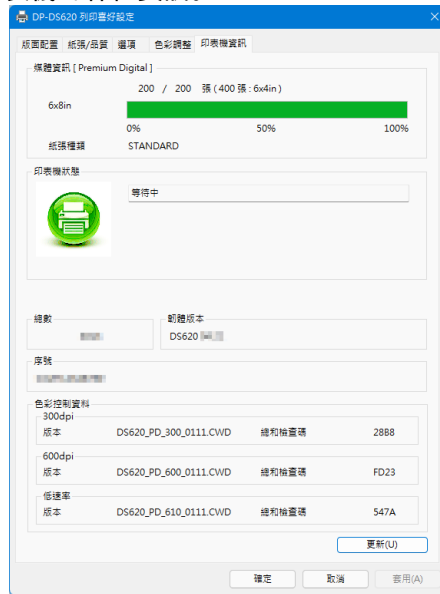 DP-DS620 列印喜好設定
版面配置 紙張/品質 選項 色彩調整 印表機資訊
媒體資訊 [ Premium Digital ]
200 / 200 張 ( 400 張 : 6x4in )
6x8in
0% 50% 100%
紙張種類 STANDARD
印表機狀態
等待中
總數 韌體版本
DS620
序號
色彩控制資料
300dpi
版本 DS620_PD_300_0111.CWD 總和檢查碼 28B8
600dpi
版本 DS620_PD_600_0111.CWD 總和檢查碼 FD23
低速率
版本 DS620_PD_610_0111.CWD 總和檢查碼 547A
更新(U)
確定 取消 套用(A)